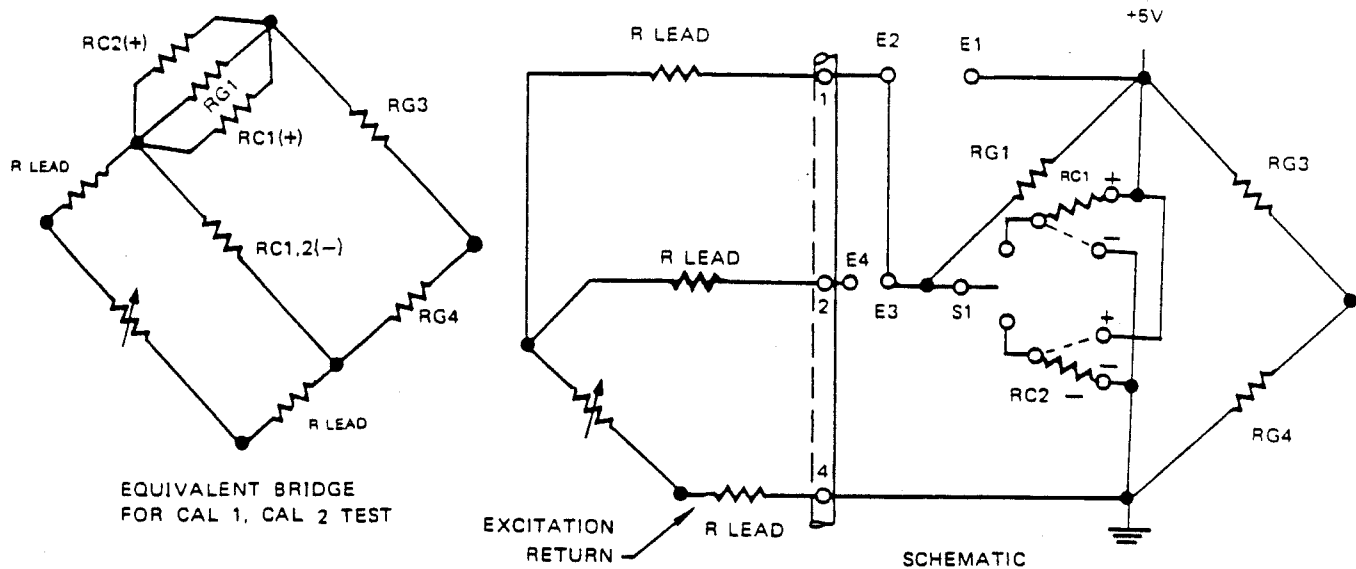 RC2(+)
RG1
RC1(+)
RG3
R LEAD
RC1,2(−)
RG4
R LEAD
EQUIVALENT BRIDGE
FOR CAL 1, CAL 2 TEST
R LEAD
E2
E1
+5V
1
RG1
RC1
+
−
RG3
R LEAD
E4
2
E3
S1
+
−
RC2
−
RG4
4
EXCITATION
RETURN
R LEAD
SCHEMATIC